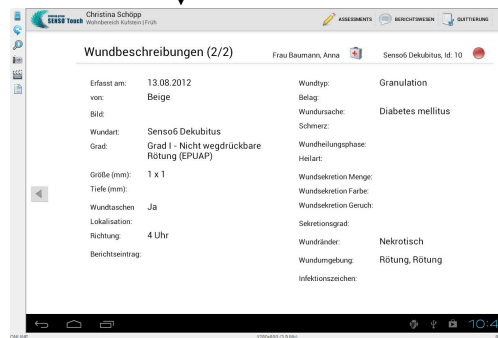 SENSO Touch
Christina Schöpp
Wohnbereich Kufstein | Früh
ASSESSMENTS
BERICHTSWESEN
QUITTIERUNG
Wundbeschreibungen (2/2)
Frau Baumann, Anna
Senso6 Dekubitus, Id: 10
Erfasst am: 13.08.2012
von: Beige
Bild:
Wundart: Senso6 Dekubitus
Grad: Grad I - Nicht wegdrückbare
Rötung (EPUAP)
Größe (mm): 1 x 1
Tiefe (mm):
Wundtaschen Ja
Lokalisation:
Richtung: 4 Uhr
Berichtseintrag:
Wundtyp: Granulation
Belag:
Wundursache: Diabetes mellitus
Schmerz:
Wundheilungsphase:
Heilart:
Wundsekretion Menge:
Wundsekretion Farbe:
Wundsekretion Geruch:
Sekretionsgrad:
Wundränder: Nekrotisch
Wundumgebung: Rötung, Rötung
Infektionszeichen:
10:4
ONLINE